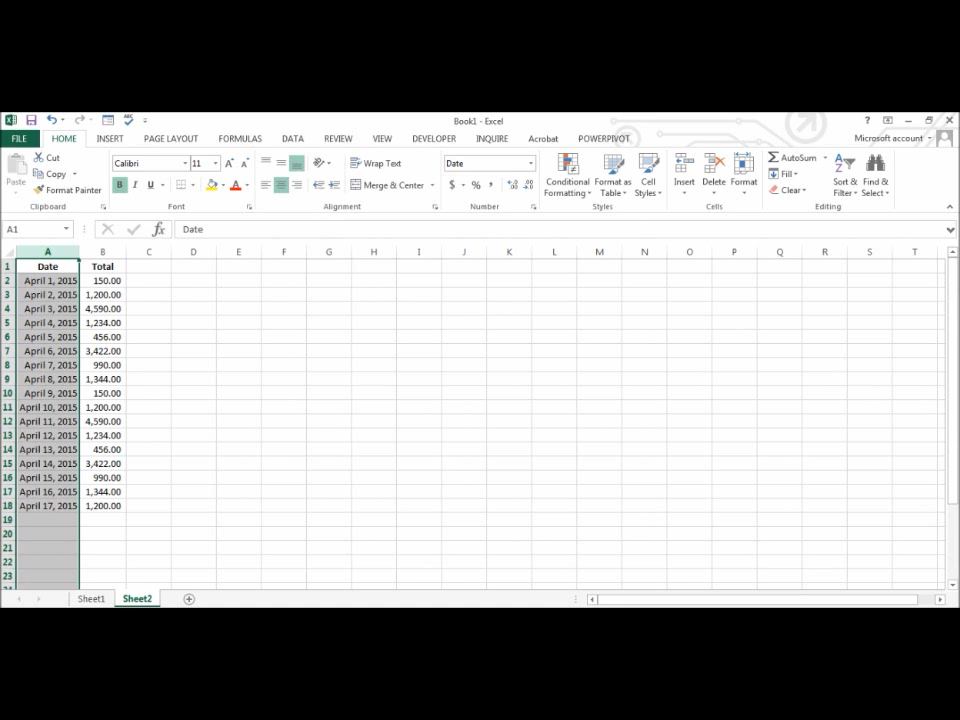 Book1 - Excel
?
FILE HOME INSERT PAGE LAYOUT FORMULAS DATA REVIEW VIEW DEVELOPER INQUIRE Acrobat POWERPIVOT Microsoft account
Paste
Cut
Copy
Format Painter
Clipboard
Calibri 11
B I U
Font
Wrap Text
Merge & Center
Alignment
Date
$ % ,
Number
Conditional Formatting
Format as Table
Cell Styles
Styles
Insert Delete Format
Cells
AutoSum
Fill
Clear
Sort & Filter
Find & Select
Editing
A1 fx Date
A B C D E F G H I J K L M N O P Q R S T
1 Date Total
2 April 1, 2015 150.00
3 April 2, 2015 1,200.00
4 April 3, 2015 4,590.00
5 April 4, 2015 1,234.00
6 April 5, 2015 456.00
7 April 6, 2015 3,422.00
8 April 7, 2015 990.00
9 April 8, 2015 1,344.00
10 April 9, 2015 150.00
11 April 10, 2015 1,200.00
12 April 11, 2015 4,590.00
13 April 12, 2015 1,234.00
14 April 13, 2015 456.00
15 April 14, 2015 3,422.00
16 April 15, 2015 990.00
17 April 16, 2015 1,344.00
18 April 17, 2015 1,200.00
19
20
21
22
23
Sheet1 Sheet2